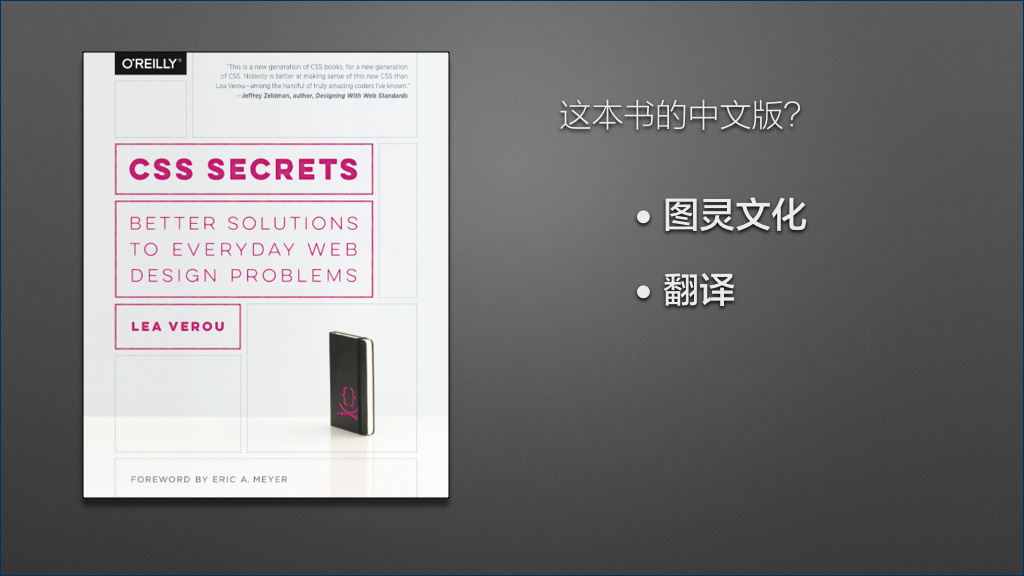 O'REILLY®
"This is a new generation of CSS books, for a new generation
of CSS. Nobody is better at making sense of this new CSS than
Lea Verou—among the handful of truly amazing coders I've known."
—Jeffrey Zeldman, author, Designing With Web Standards
CSS SECRETS
BETTER SOLUTIONS
TO EVERYDAY WEB
DESIGN PROBLEMS
LEA VEROU
FOREWORD BY ERIC A. MEYER
这本书的中文版？
• 图灵文化
• 翻译